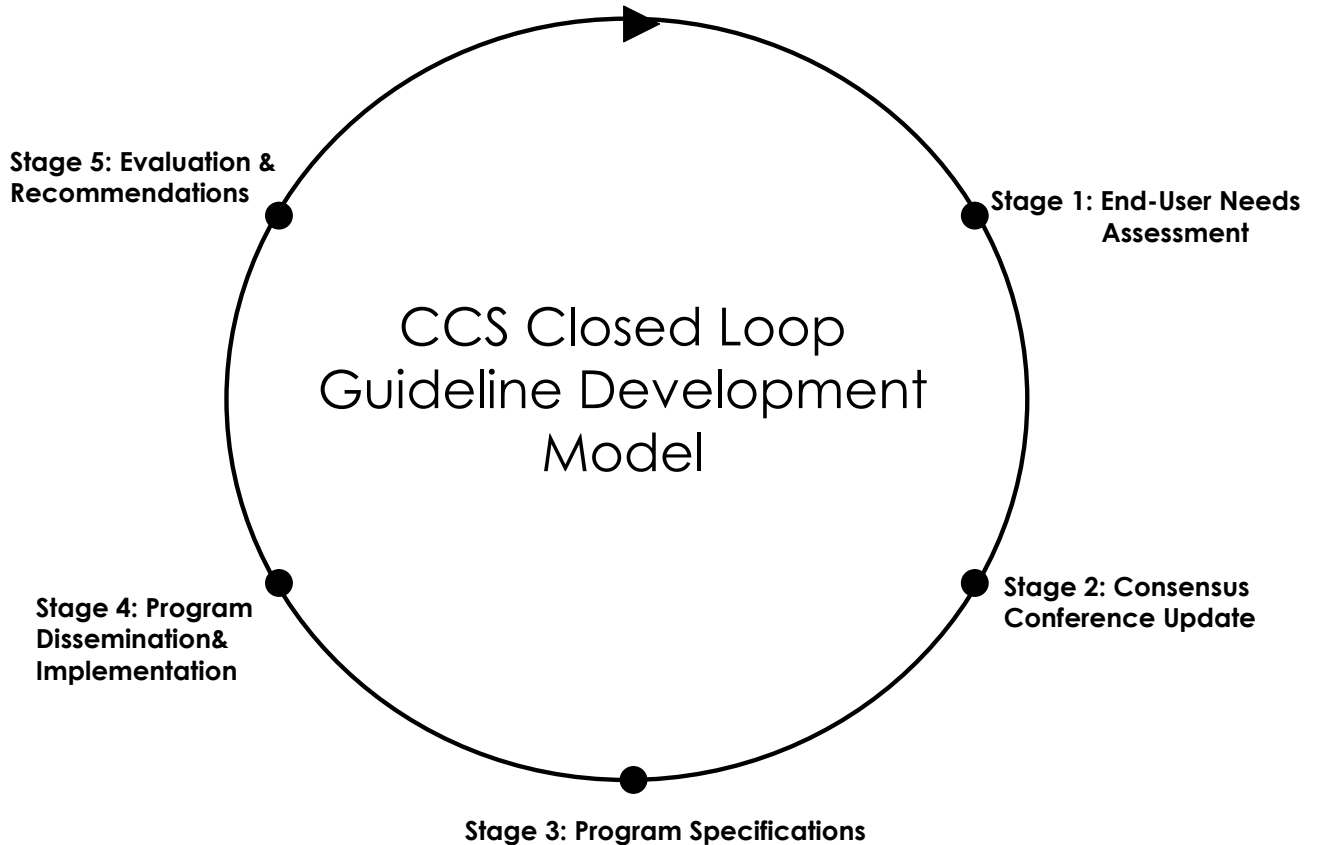 Stage 5: Evaluation &
Recommendations
Stage 1: End-User Needs
Assessment
CCS Closed Loop
Guideline Development
Model
Stage 4: Program
Dissemination&
Implementation
Stage 2: Consensus
Conference Update
Stage 3: Program Specifications